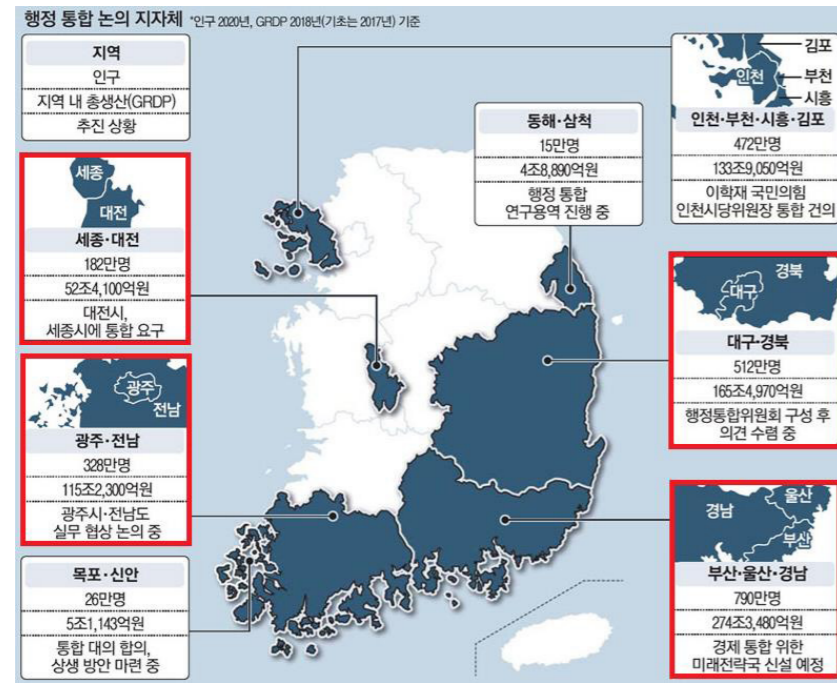 행정 통합 논의 지자체 *인구 2020년, GRDP 2018년(기초는 2017년) 기준
지역
인구
지역 내 총생산(GRDP)
추진 상황
세종
대전
세종·대전
182만명
52조4,100억원
대전시,
세종시에 통합 요구
광주
전남
광주·전남
328만명
115조2,300억원
광주시·전남도
실무 협상 논의 중
목포·신안
26만명
5조1,143억원
통합 대의 합의,
상생 방안 마련 중
동해·삼척
15만명
4조8,890억원
행정 통합
연구용역 진행 중
김포
인천
부천
시흥
인천·부천·시흥·김포
472만명
133조9,050억원
이학재 국민의힘
인천시당위원장 통합 건의
경북
대구
대구·경북
512만명
165조4,970억원
행정통합위원회 구성 후
의견 수렴 중
울산
경남
부산
부산·울산·경남
790만명
274조3,480억원
경제 통합 위한
미래전략국 신설 예정